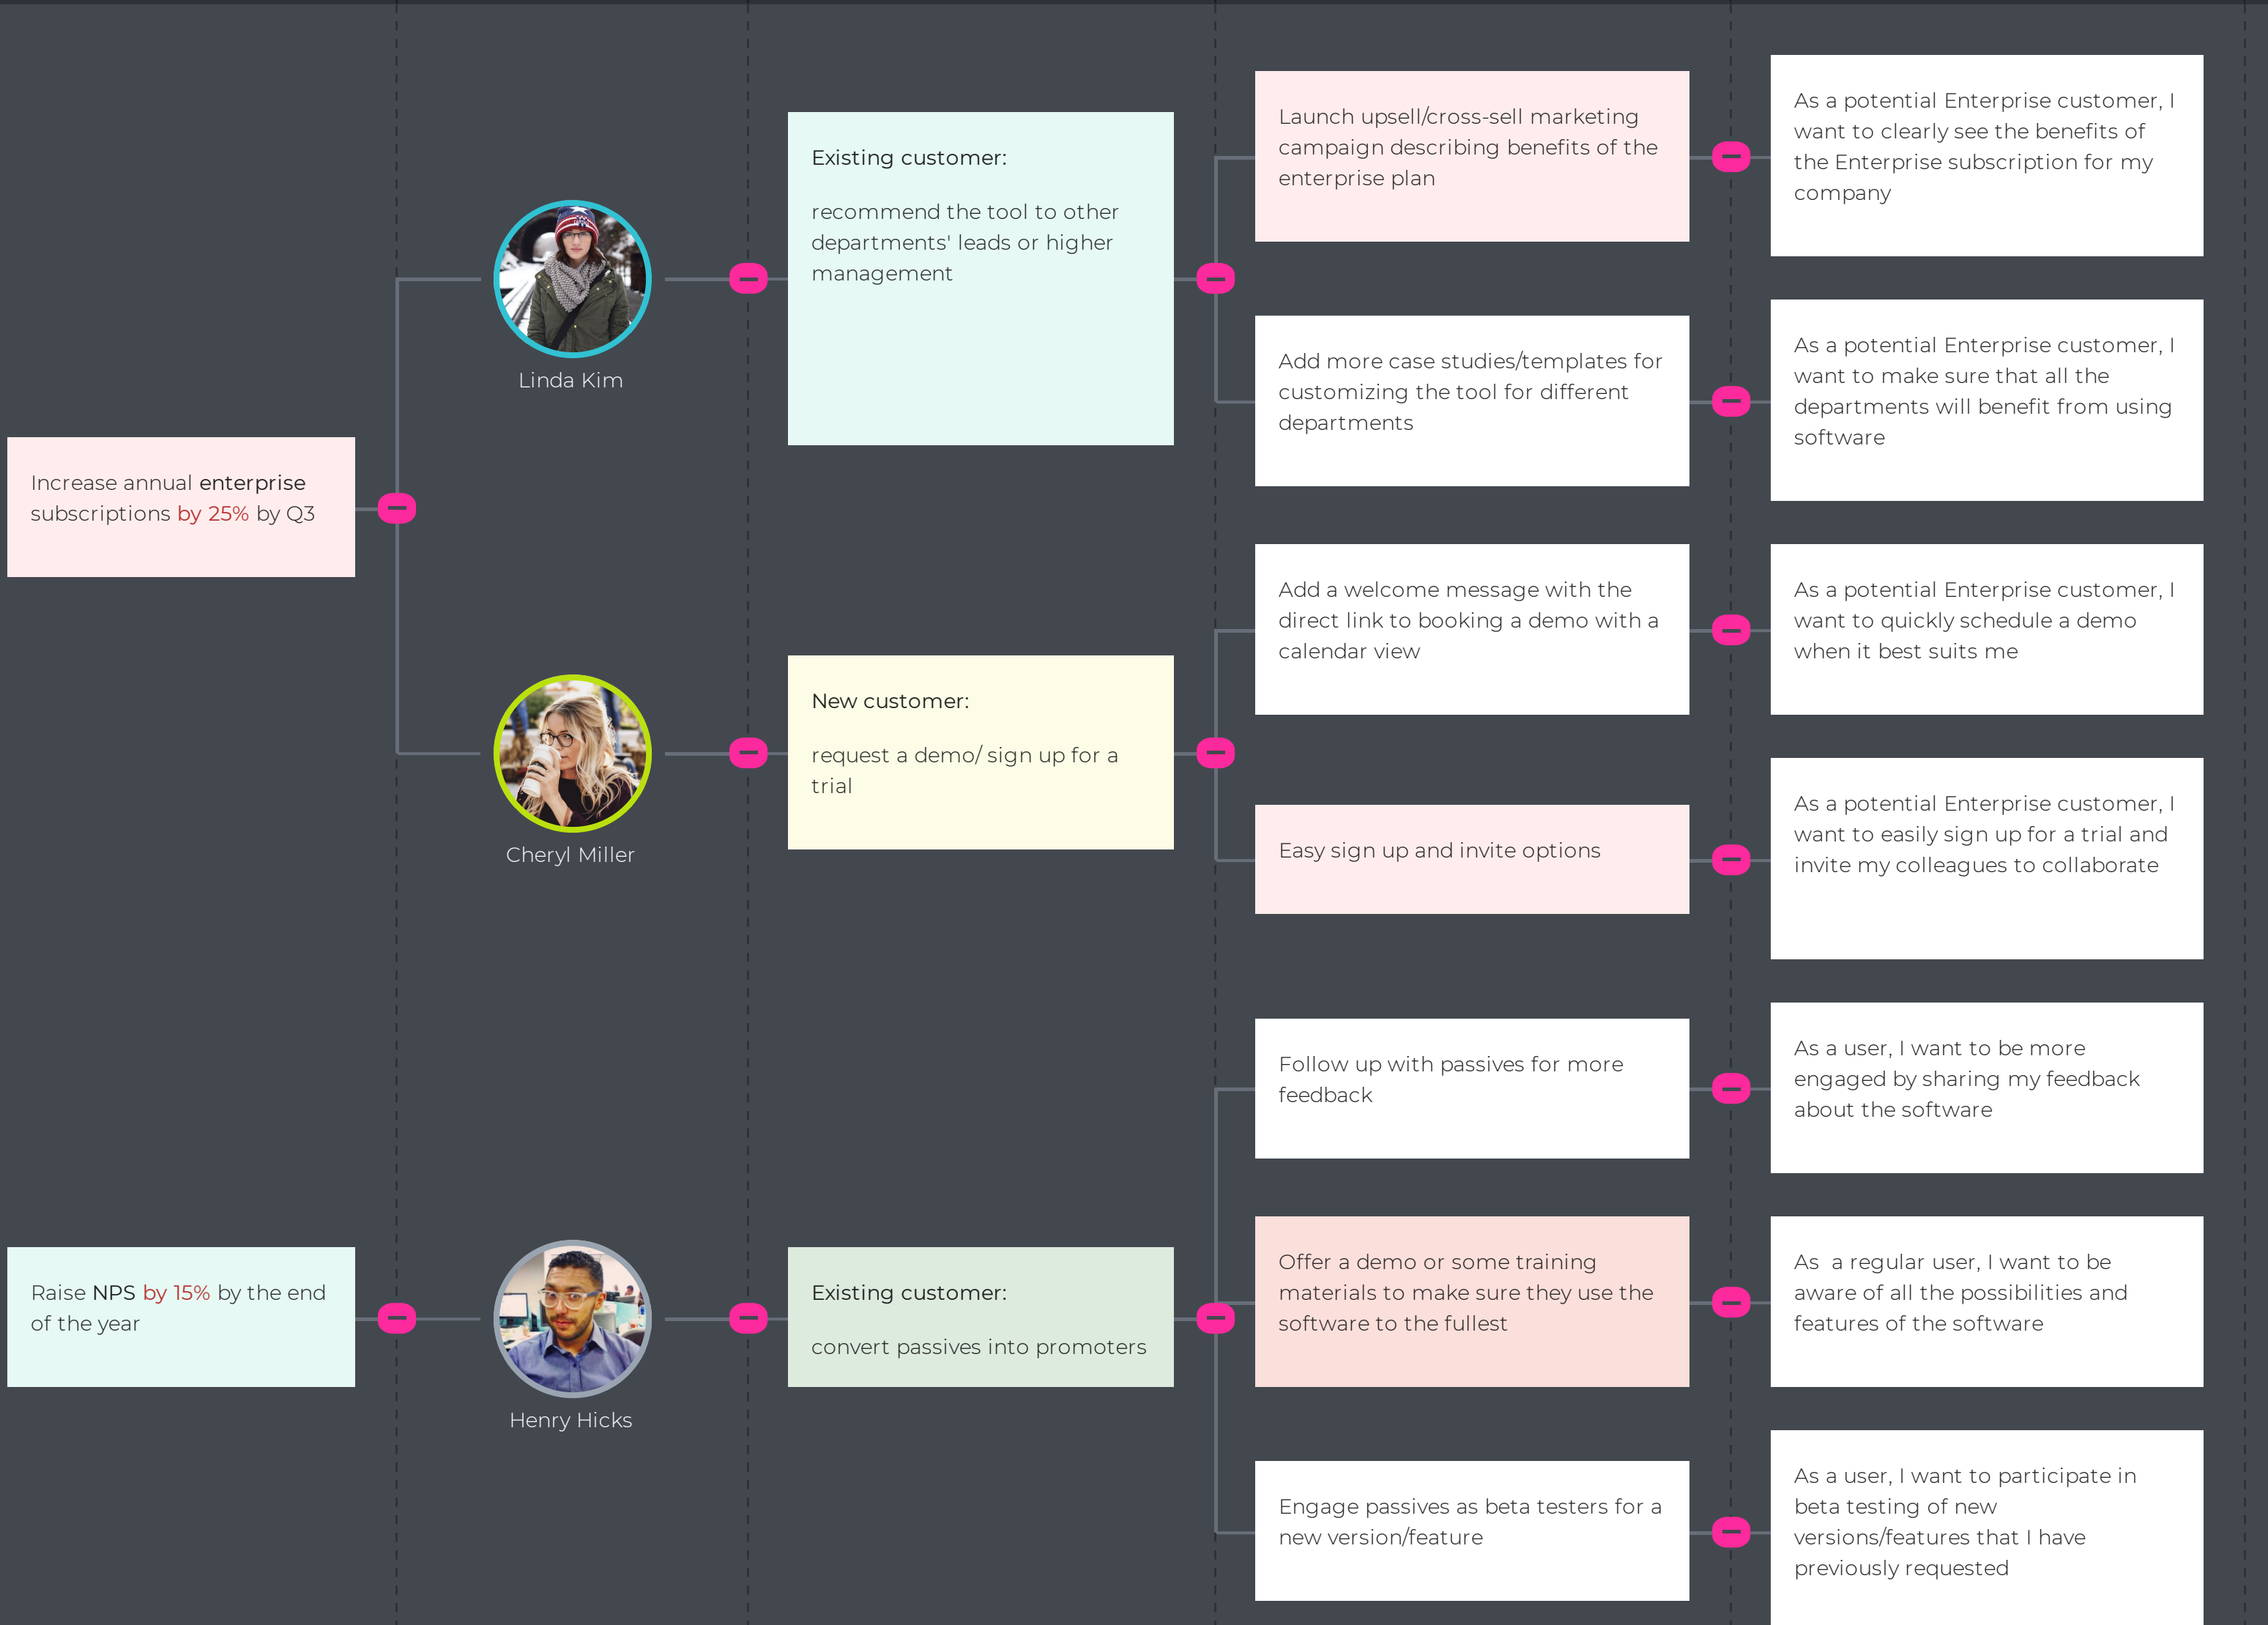 Increase annual enterprise
subscriptions by 25% by Q3
Linda Kim
Existing customer:
recommend the tool to other
departments' leads or higher
management
Launch upsell/cross-sell marketing
campaign describing benefits of the
enterprise plan
As a potential Enterprise customer, I
want to clearly see the benefits of
the Enterprise subscription for my
company
Add more case studies/templates for
customizing the tool for different
departments
As a potential Enterprise customer, I
want to make sure that all the
departments will benefit from using
software
Cheryl Miller
New customer:
request a demo/ sign up for a
trial
Add a welcome message with the
direct link to booking a demo with a
calendar view
As a potential Enterprise customer, I
want to quickly schedule a demo
when it best suits me
Easy sign up and invite options
As a potential Enterprise customer, I
want to easily sign up for a trial and
invite my colleagues to collaborate
Raise NPS by 15% by the end
of the year
Henry Hicks
Existing customer:
convert passives into promoters
Follow up with passives for more
feedback
As a user, I want to be more
engaged by sharing my feedback
about the software
Offer a demo or some training
materials to make sure they use the
software to the fullest
As  a regular user, I want to be
aware of all the possibilities and
features of the software
Engage passives as beta testers for a
new version/feature
As a user, I want to participate in
beta testing of new
versions/features that I have
previously requested